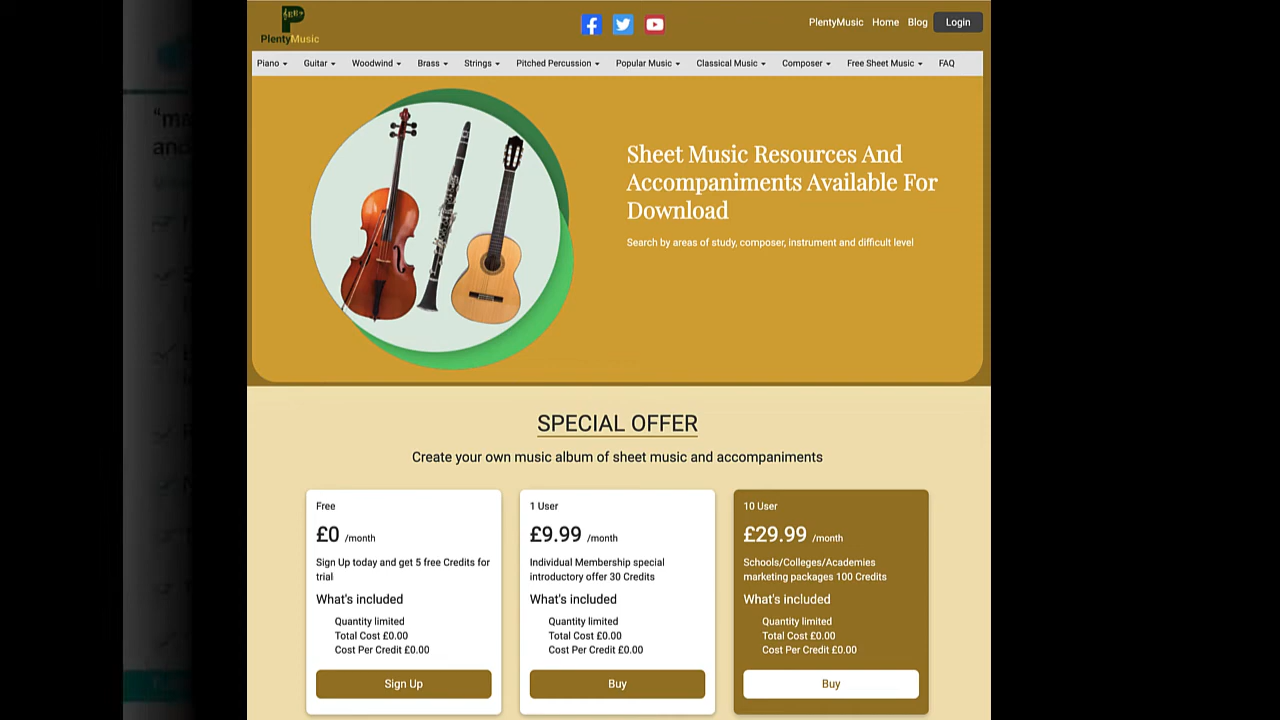 PlentyMusic
PlentyMusic Home Blog Login
Piano Guitar Woodwind Brass Strings Pitched Percussion Popular Music Classical Music Composer Free Sheet Music FAQ
Sheet Music Resources And
Accompaniments Available For
Download
Search by areas of study, composer, instrument and difficult level
SPECIAL OFFER
Create your own music album of sheet music and accompaniments
Free
£0 /month
Sign Up today and get 5 free Credits for
trial
What's included
Quantity limited
Total Cost £0.00
Cost Per Credit £0.00
Sign Up
1 User
£9.99 /month
Individual Membership special
introductory offer 30 Credits
What's included
Quantity limited
Total Cost £0.00
Cost Per Credit £0.00
Buy
10 User
£29.99 /month
Schools/Colleges/Academies
marketing packages 100 Credits
What's included
Quantity limited
Total Cost £0.00
Cost Per Credit £0.00
Buy